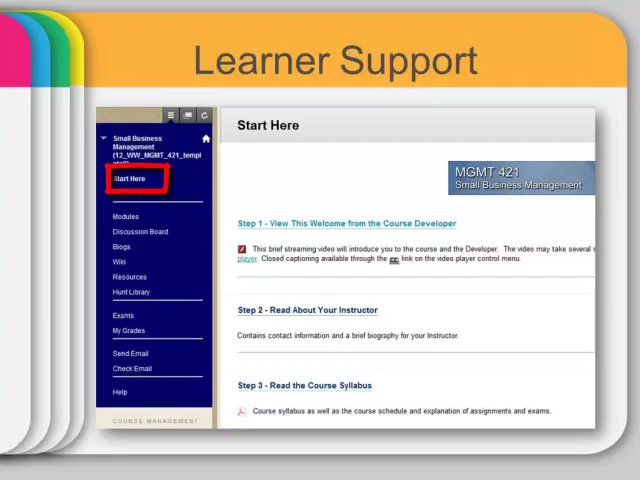 Learner Support
Small Business
Management
(12_WW_MGMT_421_templ
Start Here
Modules
Discussion Board
Blogs
Wiki
Resources
Hunt Library
Exams
My Grades
Send Email
Check Email
Help
COURSE MANAGEMENT
Start Here
MGMT 421
Small Business Management
Step 1 - View This Welcome from the Course Developer
This brief streaming video will introduce you to the course and the Developer. The video may take several s
player. Closed captioning available through the cc link on the video player control menu.
Step 2 - Read About Your Instructor
Contains contact information and a brief biography for your Instructor.
Step 3 - Read the Course Syllabus
Course syllabus as well as the course schedule and explanation of assignments and exams.